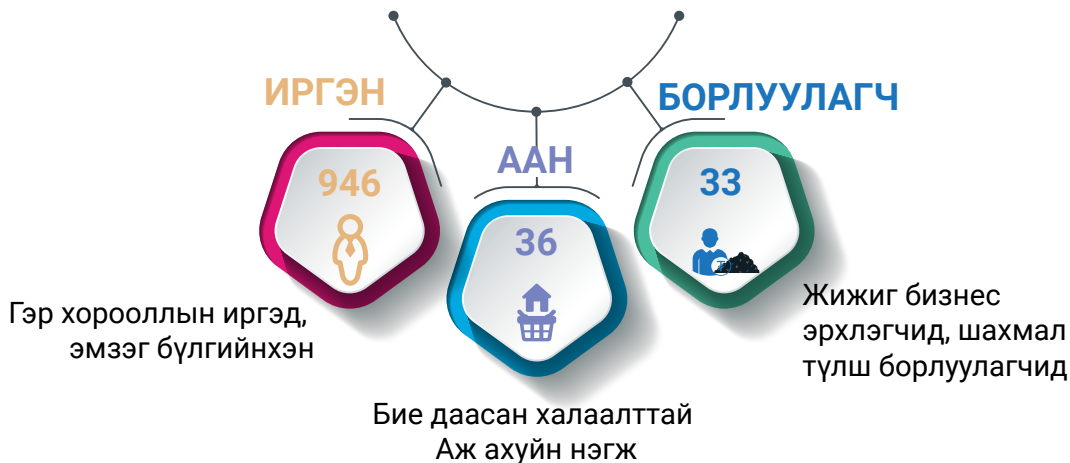 ИРГЭН
946
Гэр хорооллын иргэд,
эмзэг бүлгийнхэн
ААН
36
Бие даасан халаалттай
Аж ахуйн нэгж
БОРЛУУЛАГЧ
33
Жижиг бизнес
эрхлэгчид, шахмал
түлш борлуулагчид